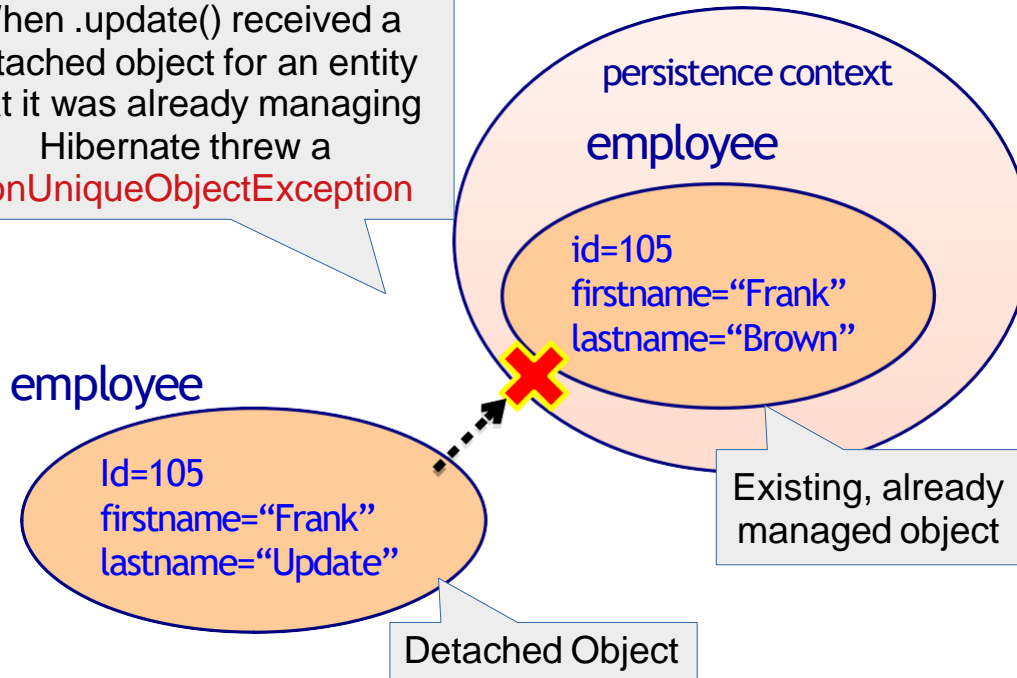 when .update() received a
tached object for an entity
t it was already managing
Hibernate threw a
onUniqueObjectException
persistence context
employee
id=105
firstname=“Frank”
lastname=“Brown”
employee
Id=105
firstname=“Frank”
lastname=“Update”
Existing, already
managed object
Detached Object